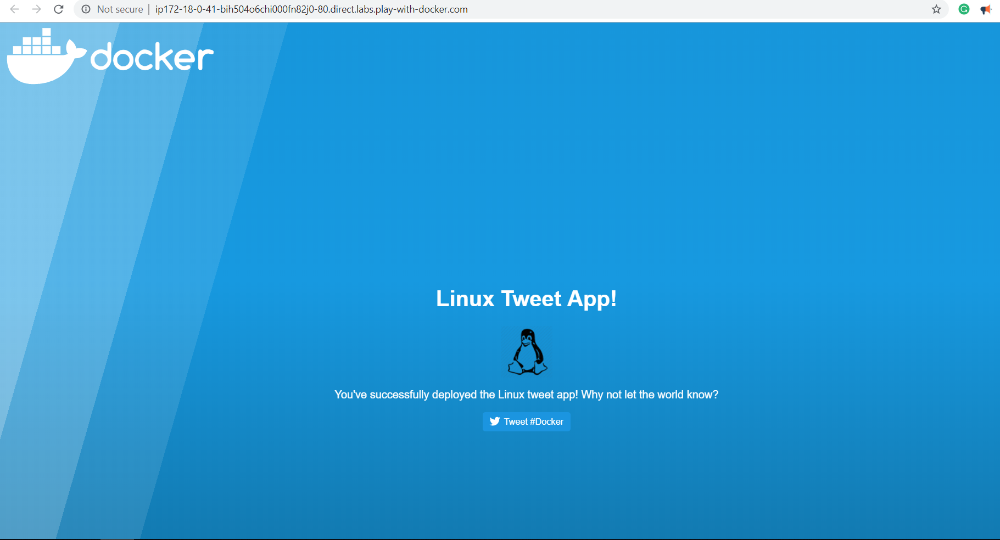 Not secure | ip172-18-0-41-bih504o6chi000fn82j0-80.direct.labs.play-with-docker.com
docker
Linux Tweet App!
You've successfully deployed the Linux tweet app! Why not let the world know?
Tweet #Docker